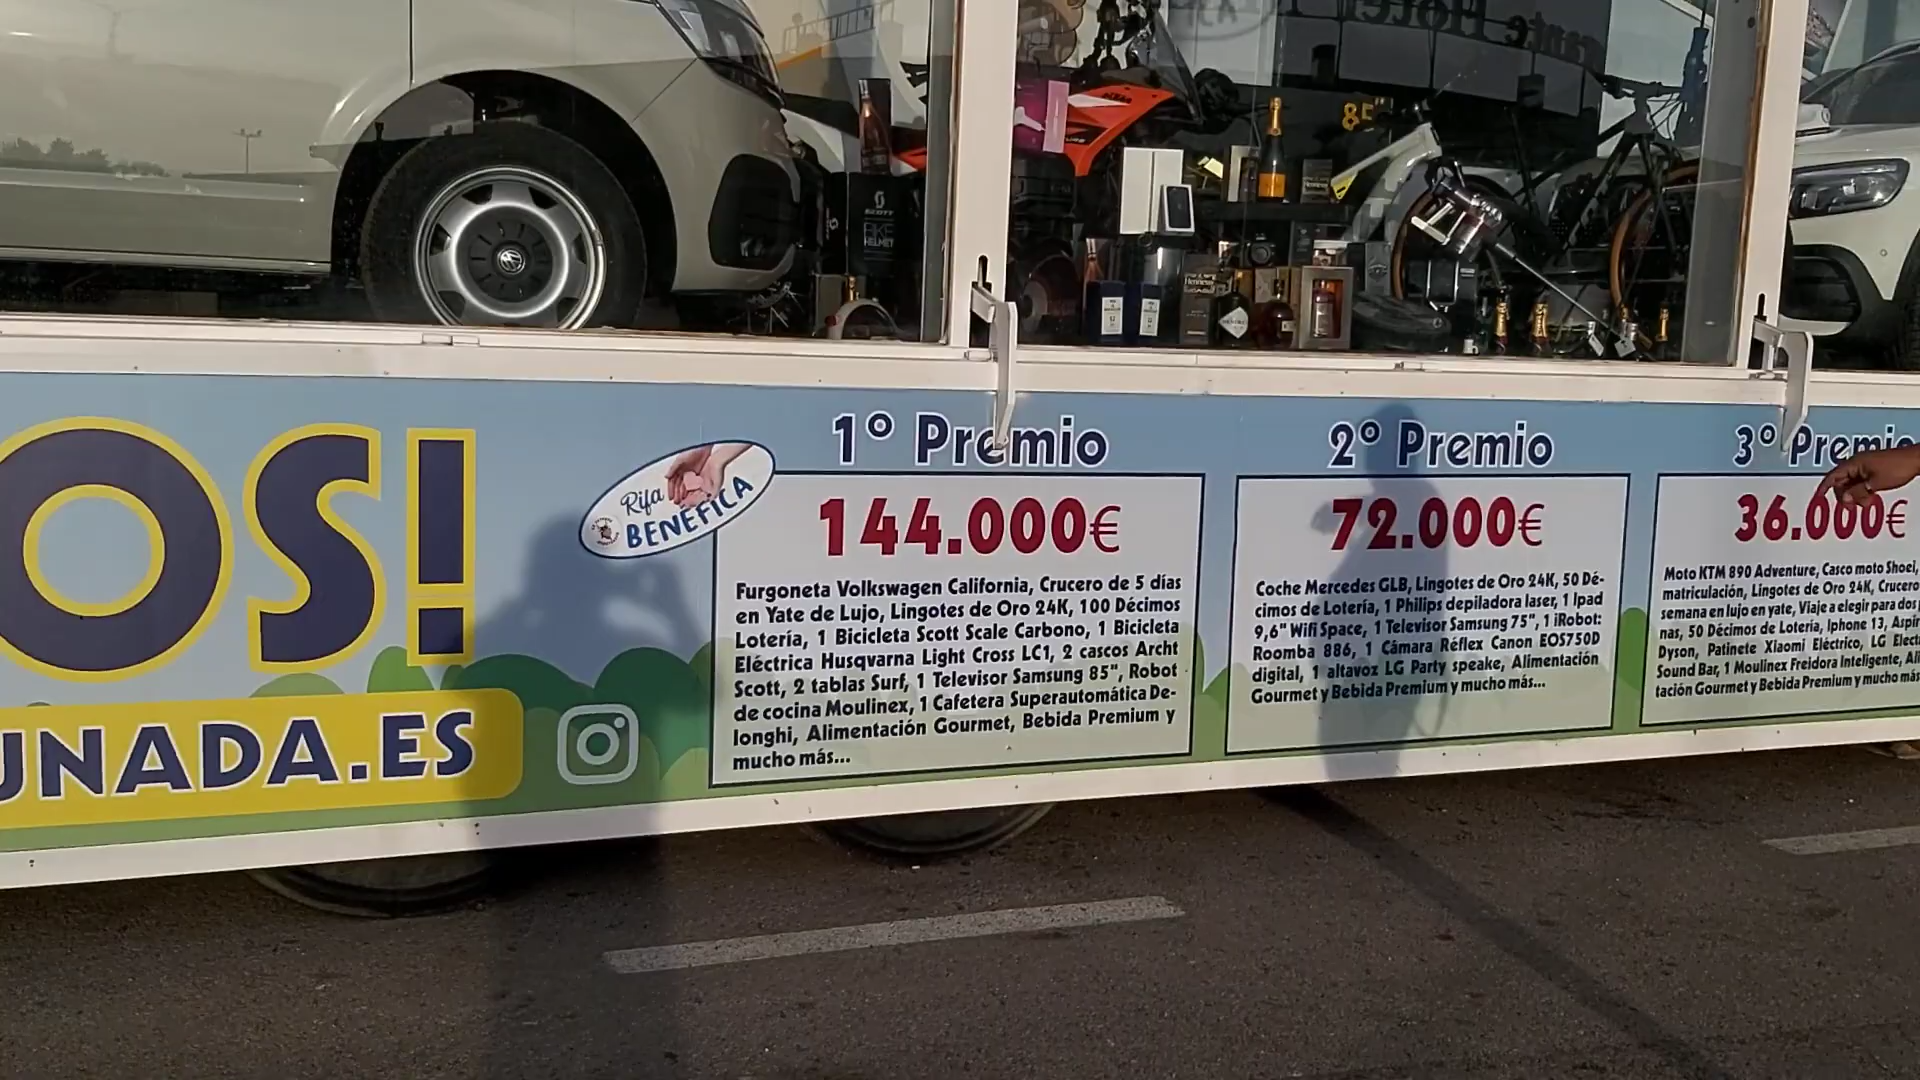 ante Hote
KTM
85"
SCOTT
BIKE
HELMET
Hennessy
OS!
UNADA.ES
Rifa
BENÉFICA
1º Premio
144.000€
Furgoneta Volkswagen California, Crucero de 5 días
en Yate de Lujo, Lingotes de Oro 24K, 100 Décimos
Lotería, 1 Bicicleta Scott Scale Carbono, 1 Bicicleta
Eléctrica Husqvarna Light Cross LC1, 2 cascos Archt
Scott, 2 tablas Surf, 1 Televisor Samsung 85", Robot
de cocina Moulinex, 1 Cafetera Superautomática De-
longhi, Alimentación Gourmet, Bebida Premium y
mucho más...
2º Premio
72.000€
Coche Mercedes GLB, Lingotes de Oro 24K, 50 Dé-
cimos de Lotería, 1 Philips depiladora laser, 1 Ipad
9,6" Wifi Space, 1 Televisor Samsung 75", 1 iRobot:
Roomba 886, 1 Cámara Réflex Canon EOS750D
digital, 1 altavoz LG Party speake, Alimentación
Gourmet y Bebida Premium y mucho más...
3º Premio
36.000€
Moto KTM 890 Adventure, Casco moto Shoei,
matriculación, Lingotes de Oro 24K, Crucero
semana en lujo en yate, Viaje a elegir para dos
nas, 50 Décimos de Lotería, Iphone 13, Aspir
Dyson, Patinete Xiaomi Eléctrico, LG Elect
Sound Bar, 1 Moulinex Freidora Inteligente, Ali
tación Gourmet y Bebida Premium y mucho más